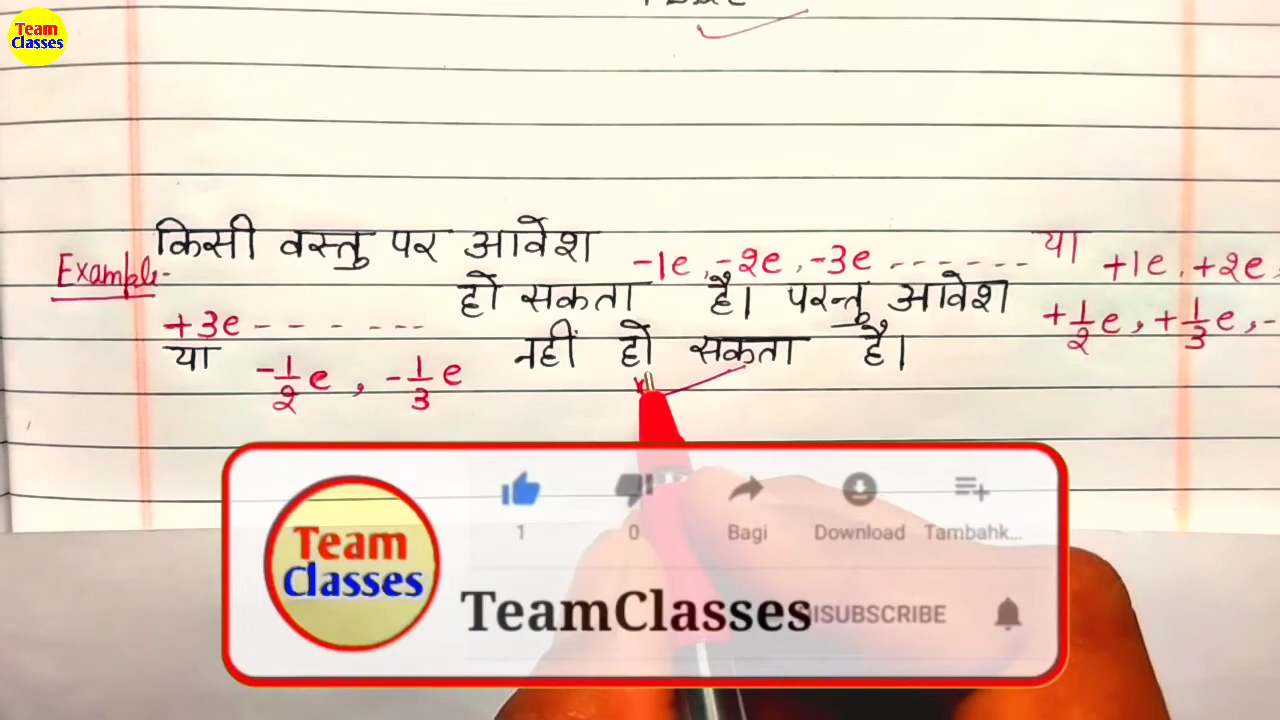 Team
Classes
किसी वस्तु पर आवेश -1e, -2e, -3e ------- या +1e, +2e,
Example-
+3e - - - - --- हो सकता है। परन्तु आवेश +1/2e, +1/3e, -
या -1/2e, -1/3e नहीं हो सकता है।
Team
Classes
1 0 Bagi Download Tambahk...
TeamClasses
SUBSCRIBE